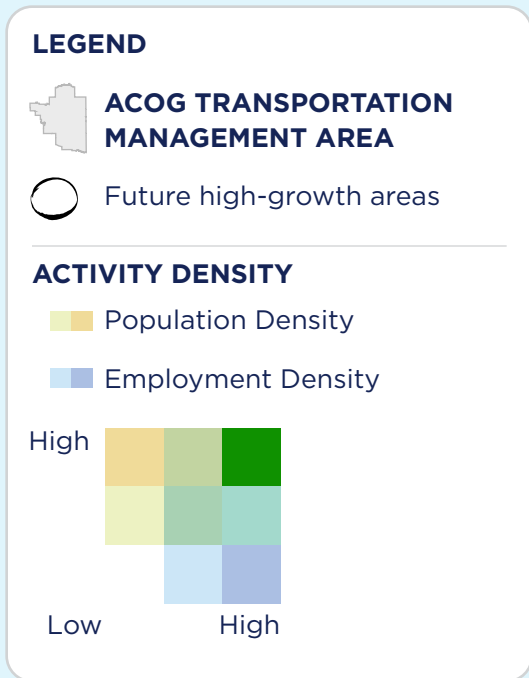 LEGEND
ACOG TRANSPORTATION
MANAGEMENT AREA
Future high-growth areas
ACTIVITY DENSITY
Population Density
Employment Density
High
Low High